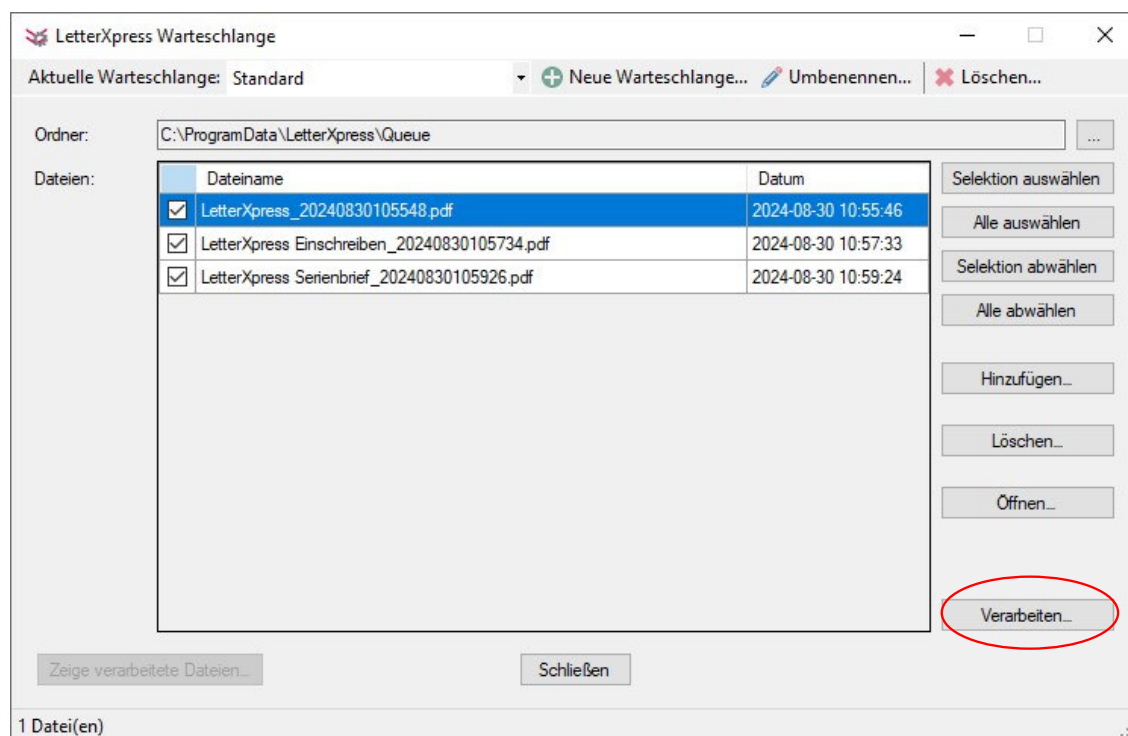 LetterXpress Warteschlange
Aktuelle Warteschlange: Standard Neue Warteschlange... Umbenennen... Löschen...
Ordner: C:\ProgramData\LetterXpress\Queue ...
Dateien: Dateiname Datum Selektion auswählen
LetterXpress_20240830105548.pdf 2024-08-30 10:55:46
Alle auswählen
LetterXpress Einschreiben_20240830105734.pdf 2024-08-30 10:57:33
Selektion abwählen
LetterXpress Serienbrief_20240830105926.pdf 2024-08-30 10:59:24
Alle abwählen
Hinzufügen...
Löschen...
Öffnen...
Verarbeiten...
Zeige verarbeitete Dateien... Schließen
1 Datei(en)